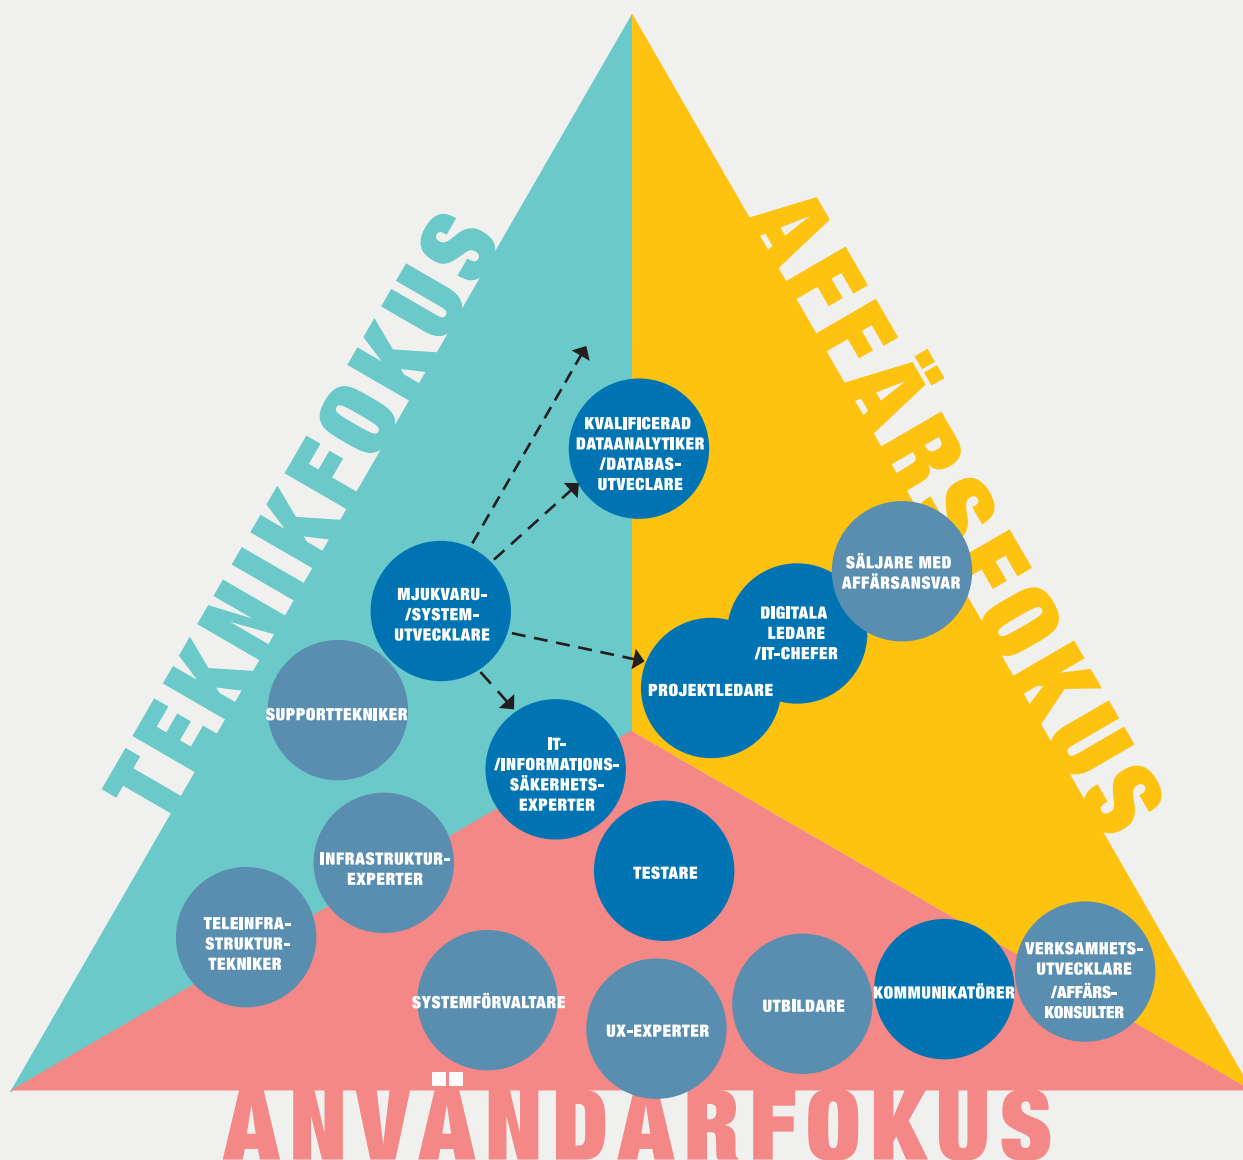 TEKNIKFOKUS
AFFÄRSFOKUS
KVALIFICERAD
DATAANALYTIKER
/DATABAS-
UTVECLARE
SÄLJARE MED
AFFÄRSANSVAR
MJUKVARU-
/SYSTEM-
UTVECKLARE
DIGITALA
LEDARE
/IT-CHEFER
PROJEKTLEDARE
SUPPORTTEKNIKER
IT-
/INFORMATIONS-
SÄKERHETS-
EXPERTER
INFRASTRUKTUR-
EXPERTER
TESTARE
TELEINFRA-
STRUKTUR-
TEKNIKER
SYSTEMFÖRVALTARE
UX-EXPERTER
UTBILDARE
KOMMUNIKATÖRER
VERKSAMHETS-
UTVECKLARE
/AFFÄRS-
KONSULTER
ANVÄNDARFOKUS